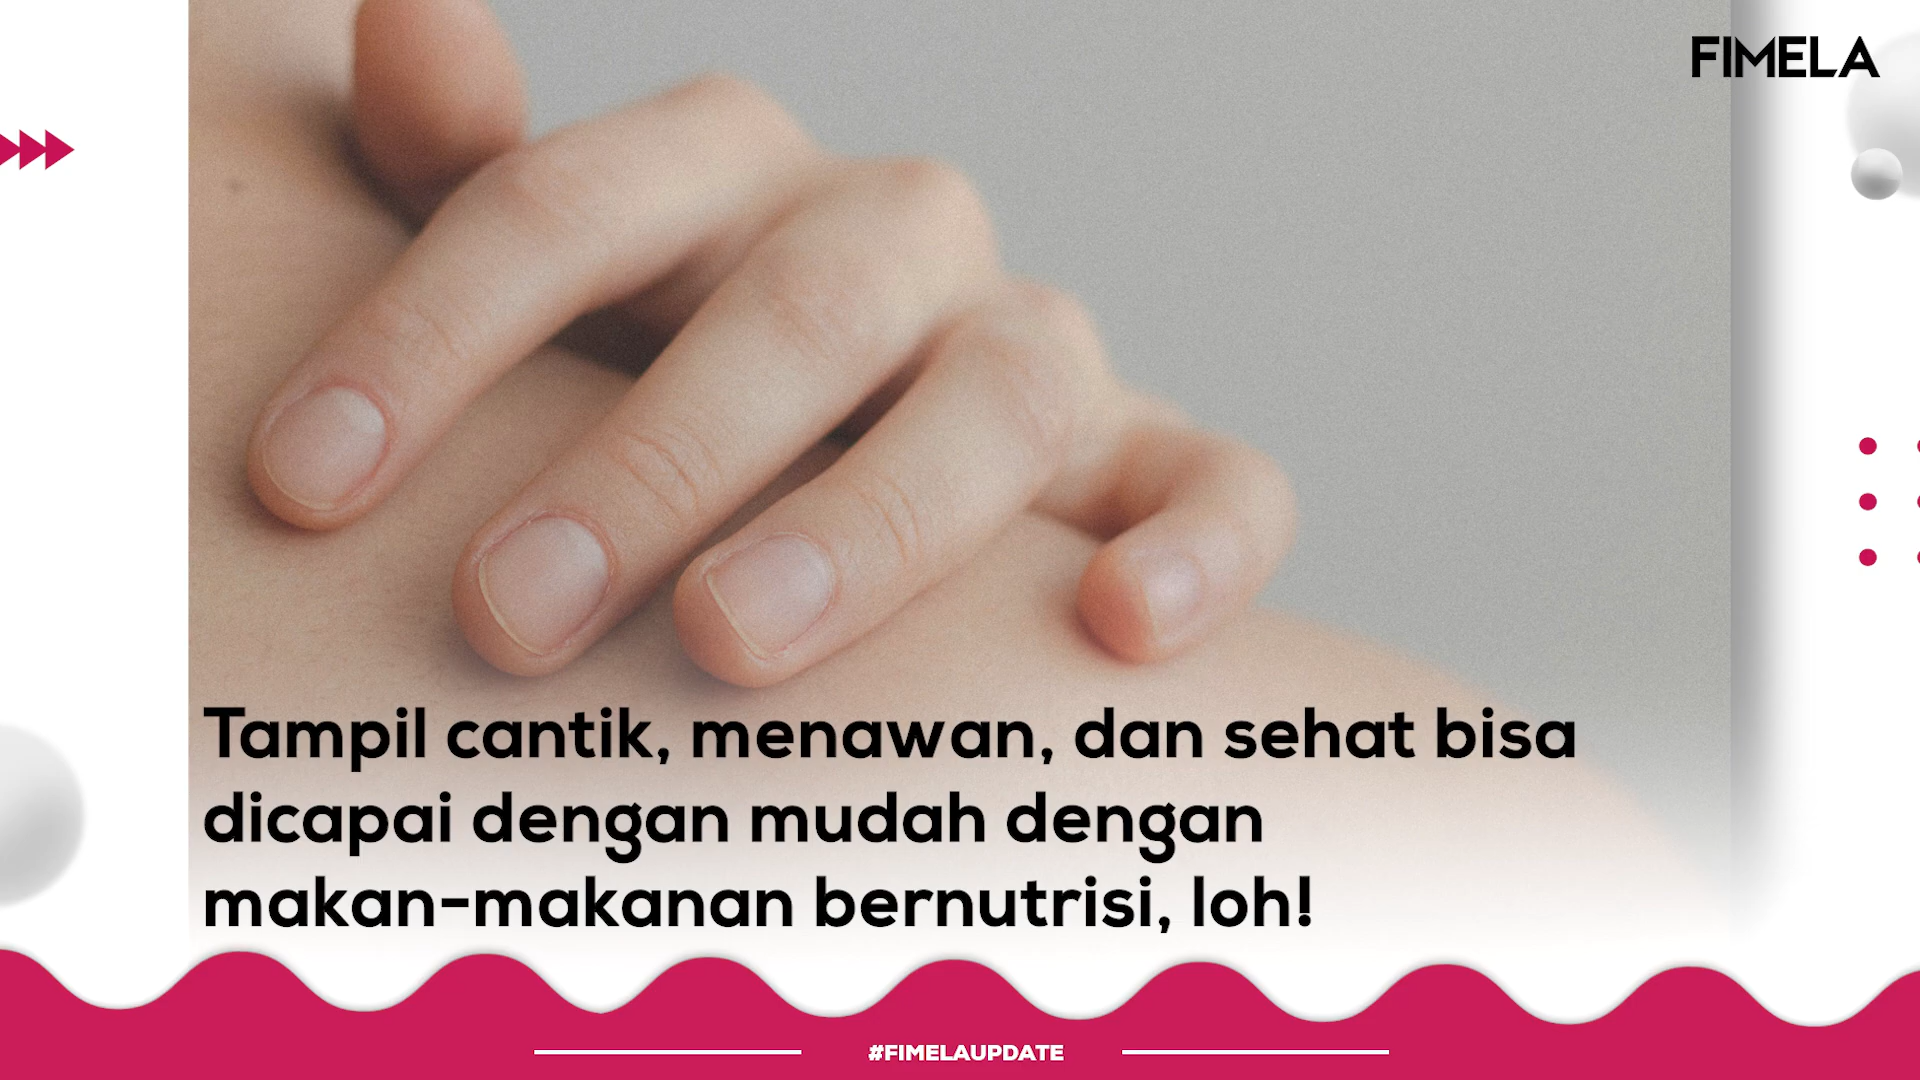 FIMELA
Tampil cantik, menawan, dan sehat bisa
dicapai dengan mudah dengan
makan-makanan bernutrisi, loh!
#FIMELAUPDATE